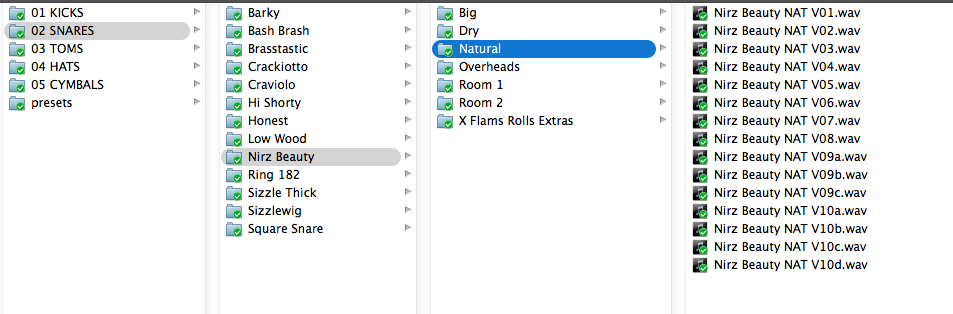 01 KICKS
02 SNARES
03 TOMS
04 HATS
05 CYMBALS
presets
Barky
Bash Brash
Brasstastic
Crackiotto
Craviolo
Hi Shorty
Honest
Low Wood
Nirz Beauty
Ring 182
Sizzle Thick
Sizzlewig
Square Snare
Big
Dry
Natural
Overheads
Room 1
Room 2
X Flams Rolls Extras
Nirz Beauty NAT V01.wav
Nirz Beauty NAT V02.wav
Nirz Beauty NAT V03.wav
Nirz Beauty NAT V04.wav
Nirz Beauty NAT V05.wav
Nirz Beauty NAT V06.wav
Nirz Beauty NAT V07.wav
Nirz Beauty NAT V08.wav
Nirz Beauty NAT V09a.wav
Nirz Beauty NAT V09b.wav
Nirz Beauty NAT V09c.wav
Nirz Beauty NAT V10a.wav
Nirz Beauty NAT V10b.wav
Nirz Beauty NAT V10c.wav
Nirz Beauty NAT V10d.wav